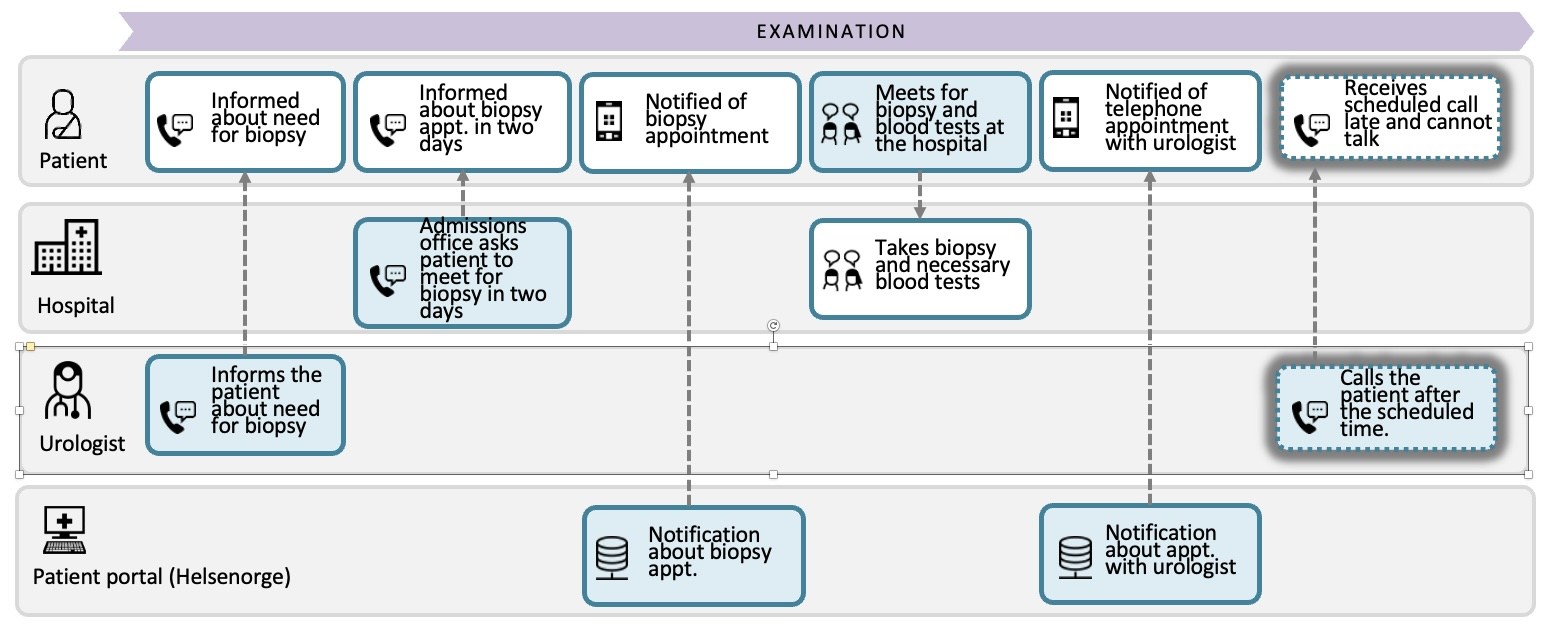 EXAMINATION
Patient
Informed
about need
for biopsy
Informed
about biopsy
appt. in two
days
Notified of
biopsy
appointment
Meets for
biopsy and
blood tests at
the hospital
Notified of
telephone
appointment
with urologist
Receives
scheduled call
late and cannot
talk
Hospital
Admissions
office asks
patient to
meet for
biopsy in two
days
Takes biopsy
and necessary
blood tests
Urologist
Informs the
patient
about need
for biopsy
Calls the
patient after
the scheduled
time.
Patient portal (Helsenorge)
Notification
about biopsy
appt.
Notification
about appt.
with urologist